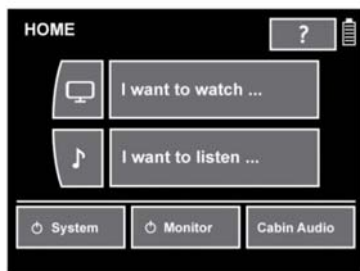 HOME
?
I want to watch ...
I want to listen ...
System
Monitor
Cabin Audio